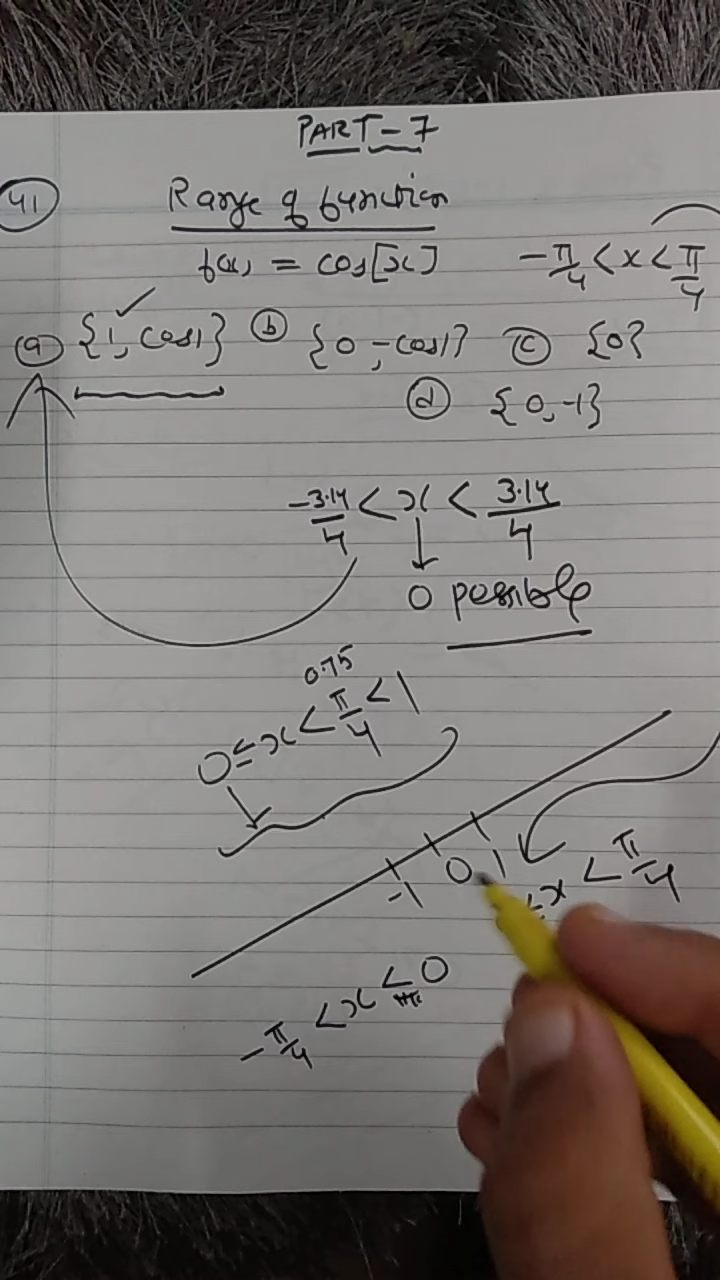 PART-7
41
Range of function
f(x) = cos[x] -π/4 < x < π/4
(a) {1, cos1} (b) {0, -cos1} (c) {0}
(d) {0, -1}
-3.14/4 < x < 3.14/4
0 possible
0.75
0 ≤ x < π/4 < 1
-1 0 1
≤ x < π/4
-π/4 < x < 0